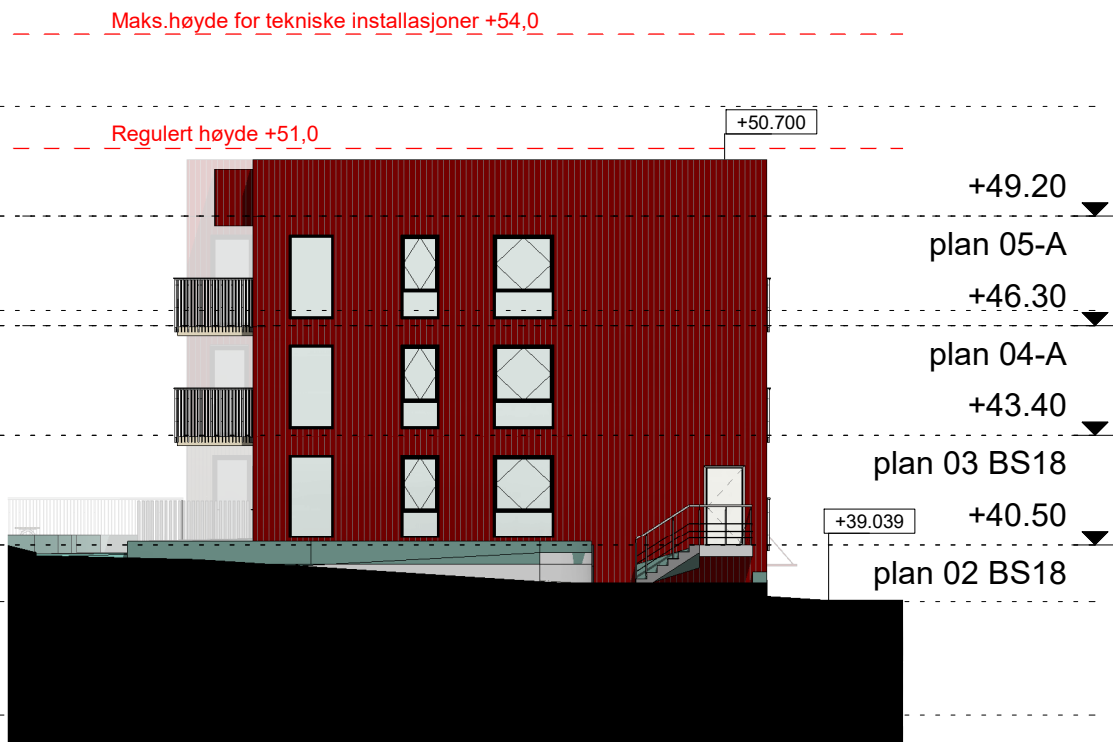 Maks.høyde for tekniske installasjoner +54,0
+50.700
Regulert høyde +51,0
+49.20
plan 05-A
+46.30
plan 04-A
+43.40
plan 03 BS18
+40.50
+39.039
plan 02 BS18